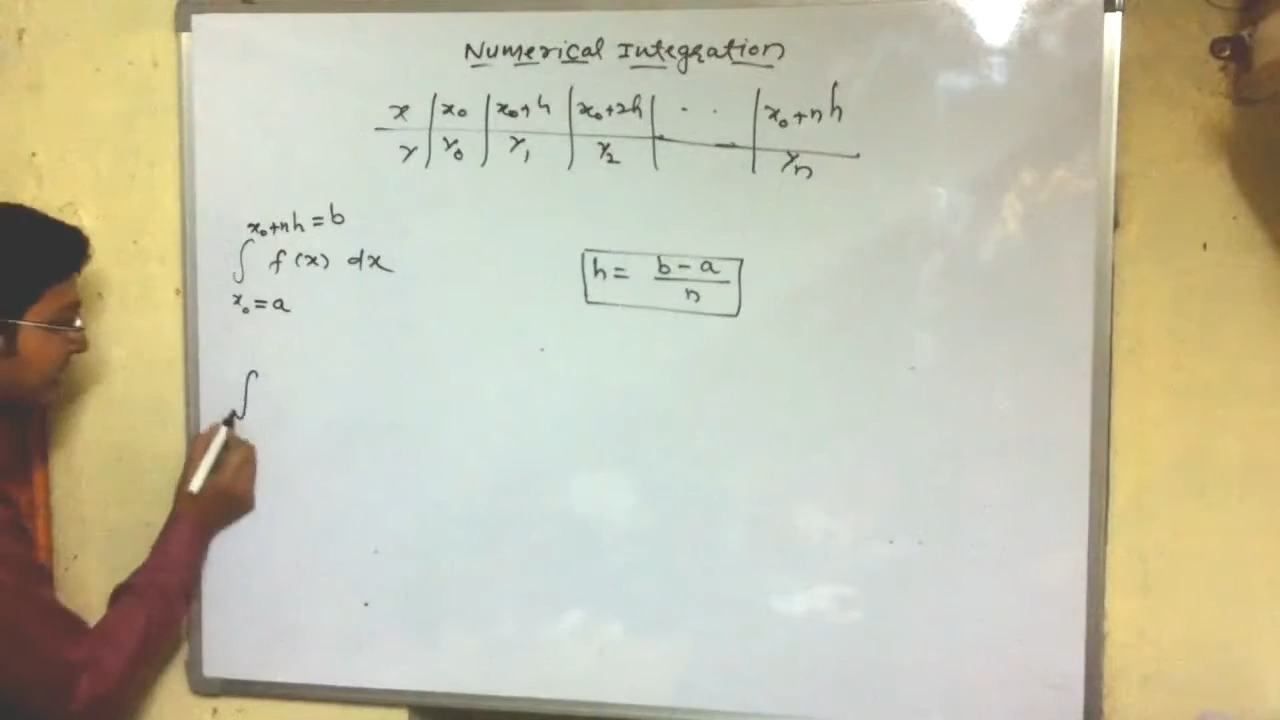 Numerical Integration
x | x₀ | x₀+h | x₀+2h | . . | x₀+nh
y | y₀ | y₁ | y₂ | | yₙ
x₀+nh = b
∫ f(x) dx
x₀ = a
h = (b-a)/n
∫